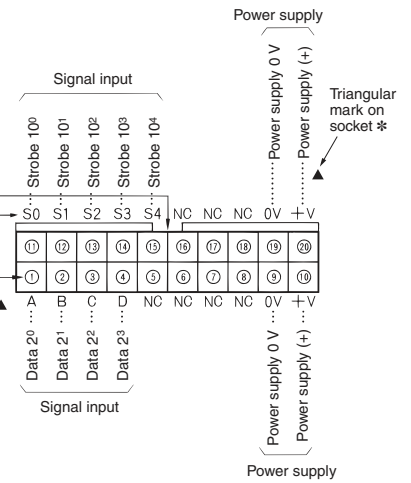 Power supply
Signal input
Strobe 10⁰
Strobe 10¹
Strobe 10²
Strobe 10³
Strobe 10⁴
Power supply 0 V
Power supply (+)
Triangular
mark on
socket ✻
S0 S1 S2 S3 S4 NC NC NC 0V +V
⑪ ⑫ ⑬ ⑭ ⑮ ⑯ ⑰ ⑱ ⑲ ⑳
① ② ③ ④ ⑤ ⑥ ⑦ ⑧ ⑨ ⑩
A B C D NC NC NC NC 0V +V
Data 2⁰
Data 2¹
Data 2²
Data 2³
Power supply 0 V
Power supply (+)
Signal input
Power supply